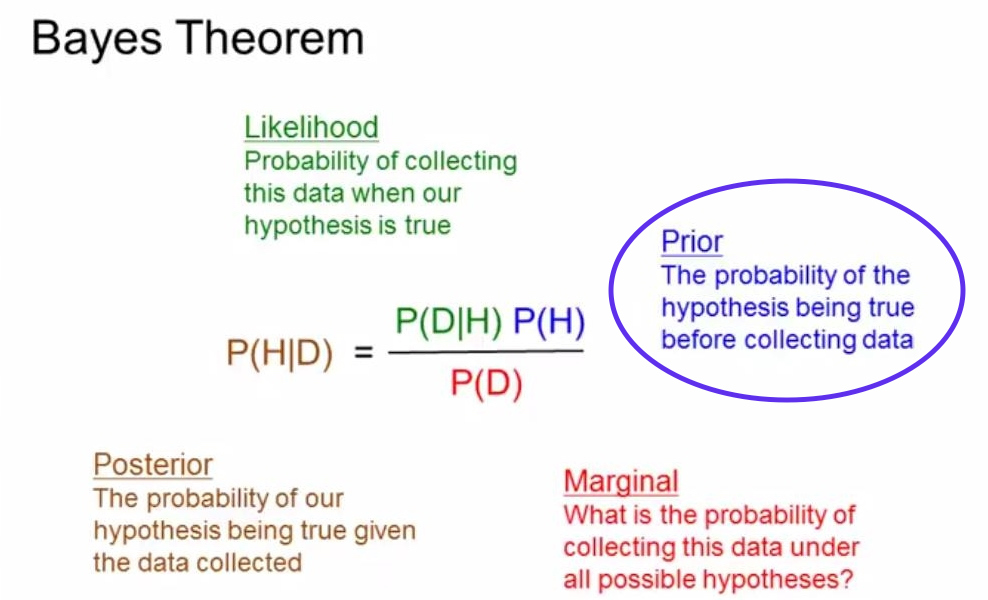 Bayes Theorem
Likelihood
Probability of collecting
this data when our
hypothesis is true
Prior
The probability of the
hypothesis being true
before collecting data
P(H|D) = P(D|H) P(H)
P(D)
Posterior
The probability of our
hypothesis being true given
the data collected
Marginal
What is the probability of
collecting this data under
all possible hypotheses?